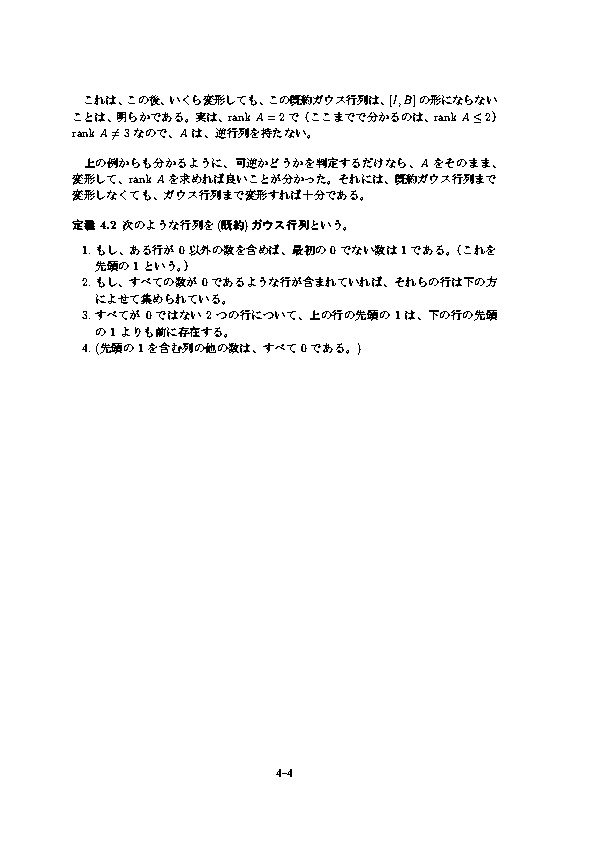 これは、この後、いくら変形しても、この既約ガウス行列は、[I, B] の形にならない
ことは、明らかである。実は、rank A = 2 で（ここまでで分かるのは、rank A ≤ 2）
rank A ≠ 3 なので、A は、逆行列を持たない。
上の例からも分かるように、可逆かどうかを判定するだけなら、A をそのまま、
変形して、rank A を求めれば良いことが分かった。それには、既約ガウス行列まで
変形しなくても、ガウス行列まで変形すれば十分である。
定義 4.2 次のような行列を (既約) ガウス行列という。
1. もし、ある行が 0 以外の数を含めば、最初の 0 でない数は 1 である。（これを
先頭の 1 という。）
2. もし、すべての数が 0 であるような行が含まれていれば、それらの行は下の方
によせて集められている。
3. すべてが 0 ではない 2 つの行について、上の行の先頭の 1 は、下の行の先頭
の 1 よりも前に存在する。
4. (先頭の 1 を含む列の他の数は、すべて 0 である。)
4–4